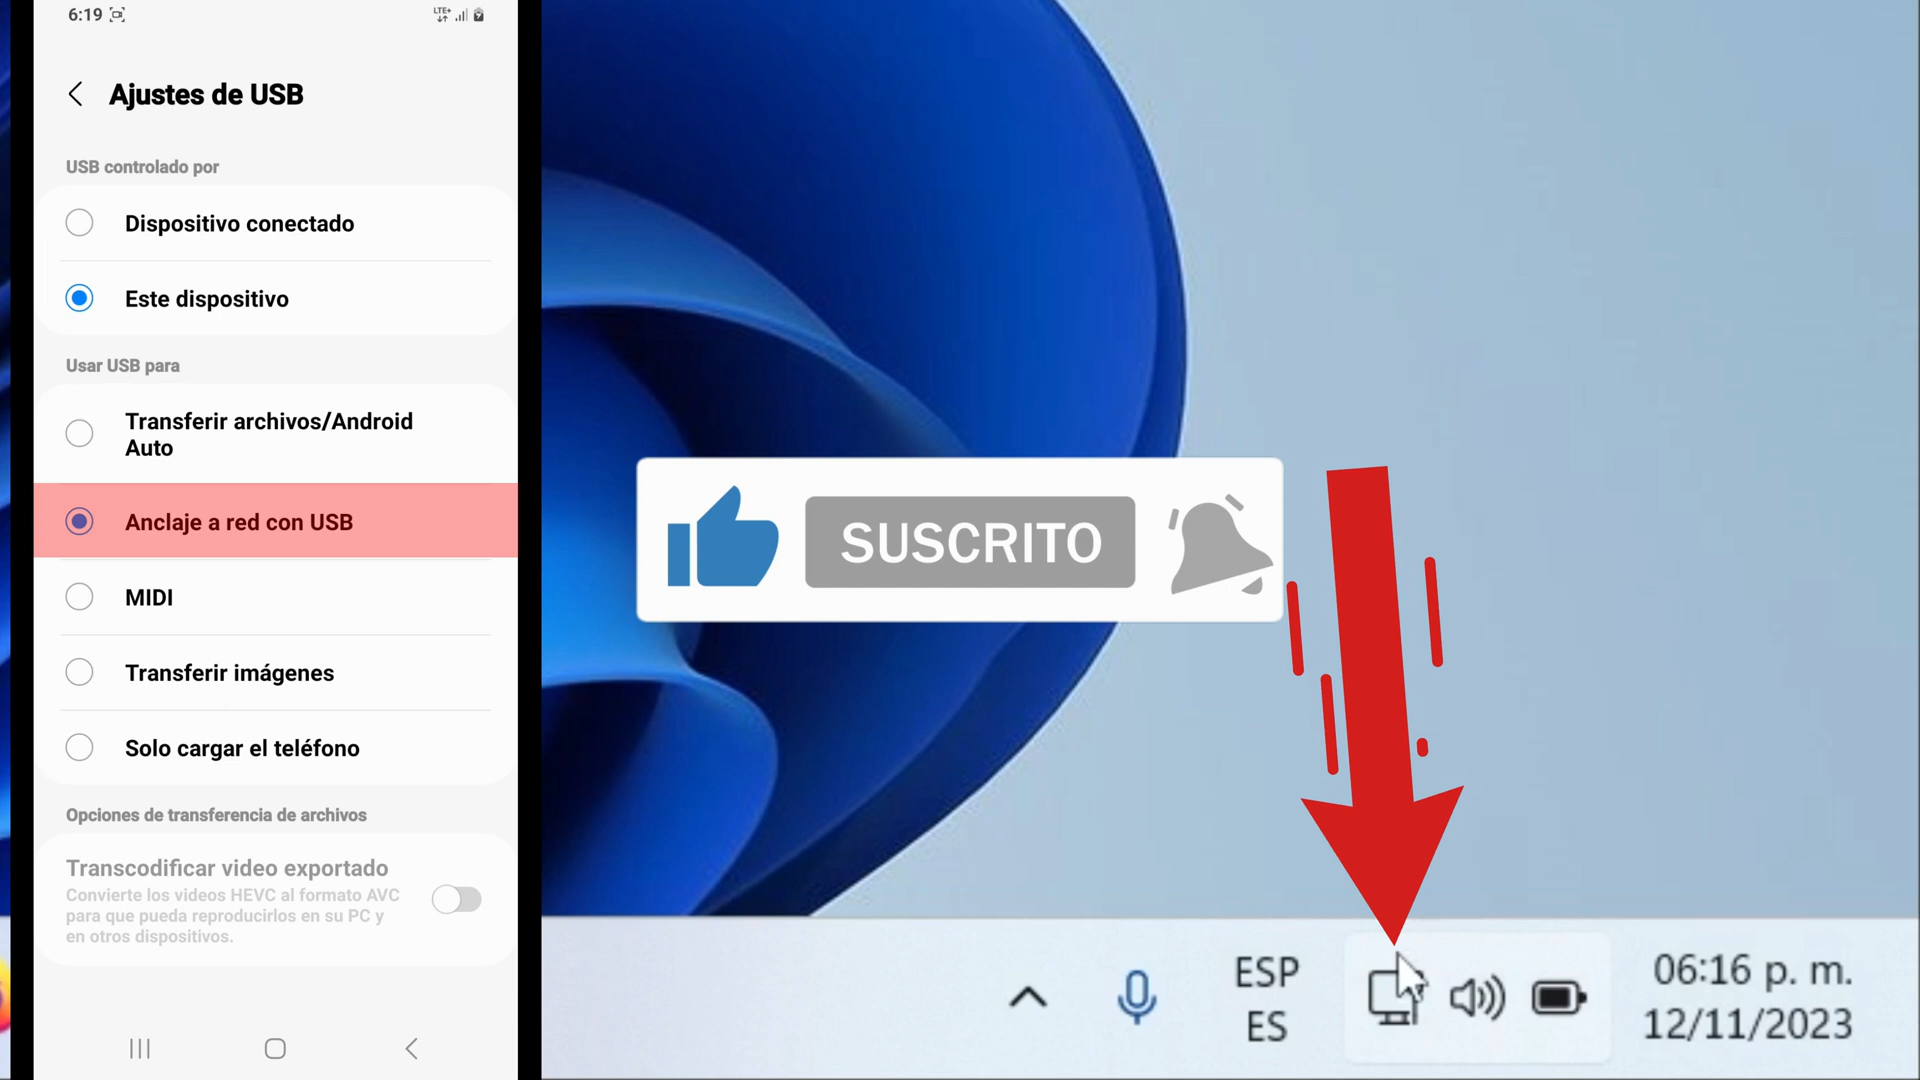 6:19
LTE+
Ajustes de USB
USB controlado por
Dispositivo conectado
Este dispositivo
Usar USB para
Transferir archivos/Android
Auto
Anclaje a red con USB
MIDI
Transferir imágenes
Solo cargar el teléfono
Opciones de transferencia de archivos
Transcodificar video exportado
Convierte los videos HEVC al formato AVC
para que pueda reproducirlos en su PC y
en otros dispositivos.
SUSCRITO
ESP
ES
06:16 p. m.
12/11/2023